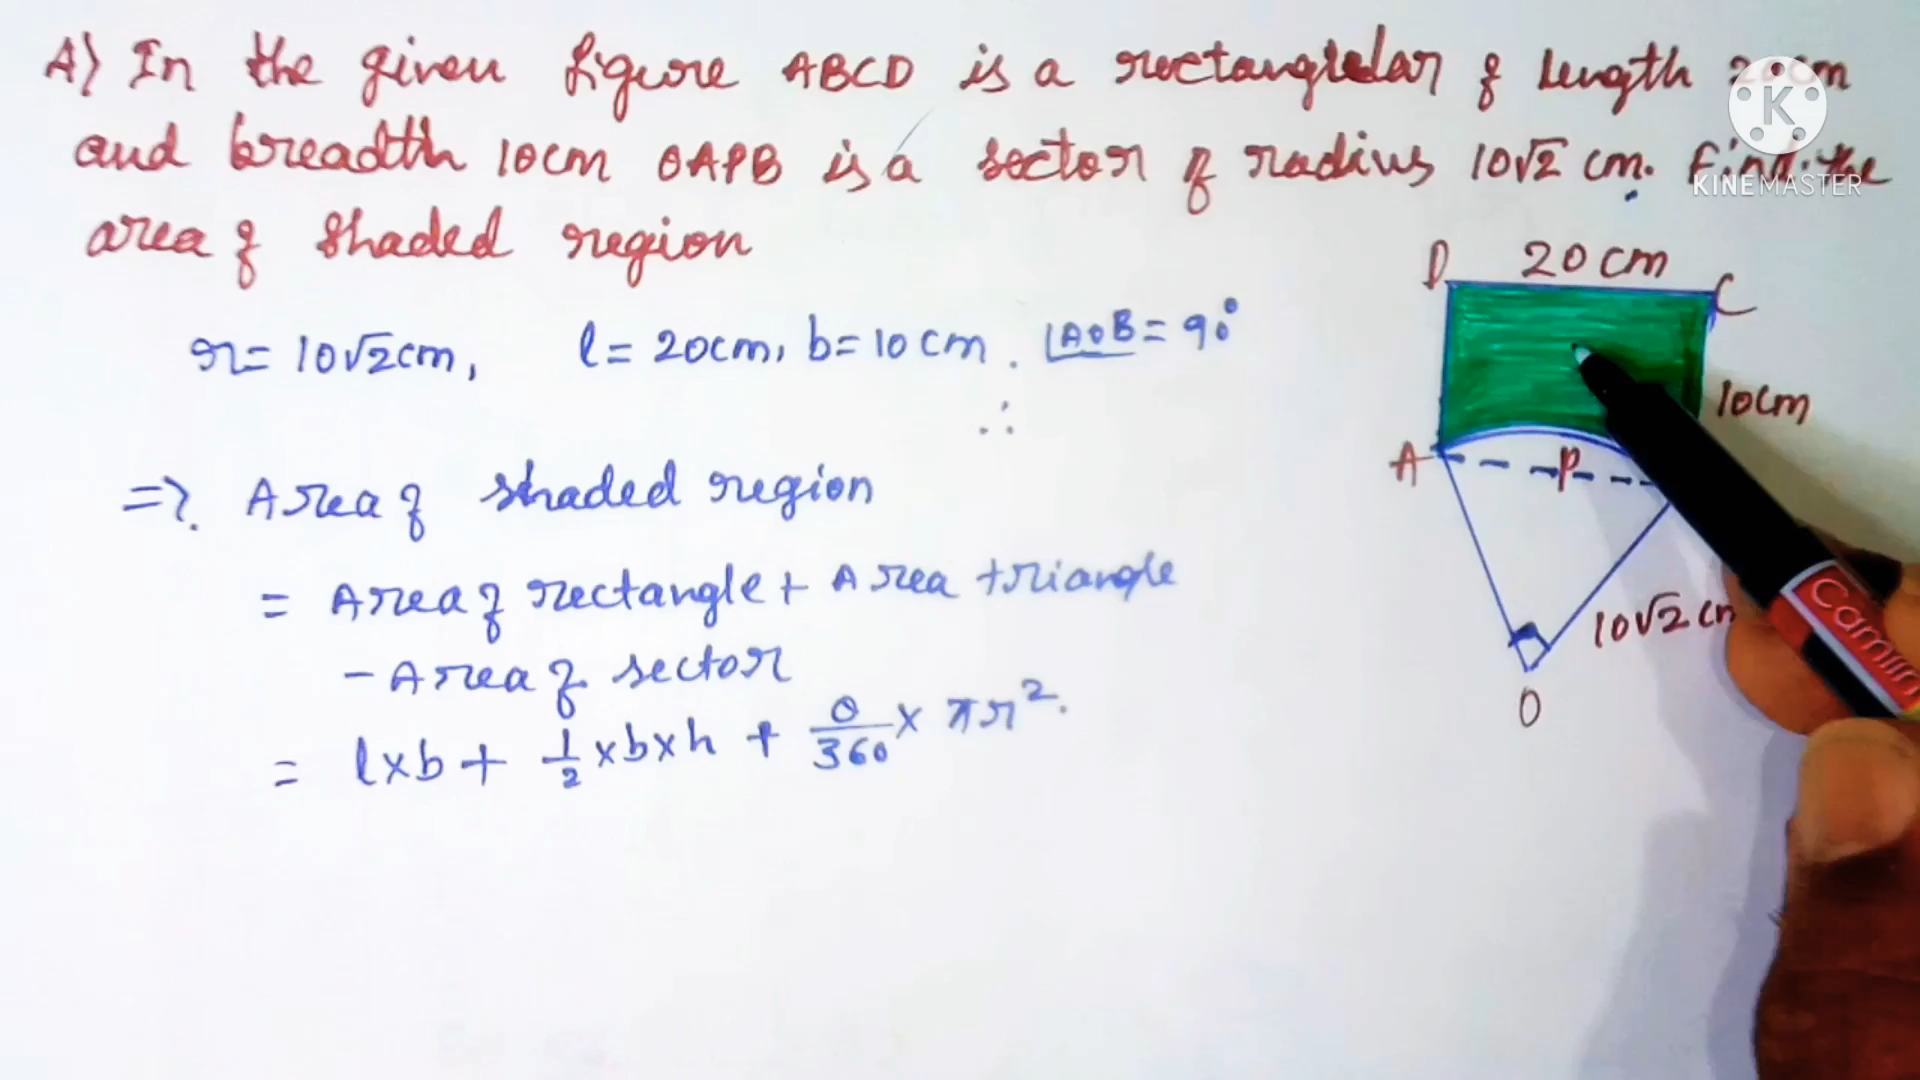 A) In the given figure ABCD is a rectangular of length 20cm
and breadth 10cm OAPB is a sector of radius 10√2 cm. Find the
area of shaded region
K
KINEMASTER
D 20 cm C
r = 10√2cm, l = 20cm, b = 10 cm. ∠AOB = 90°
∴
10cm
A P
=> Area of shaded region
= Area of rectangle + Area triangle
10√2 cm
Camlin
- Area of sector
O
= l×b + 1/2 ×b×h + θ/360 × πr².